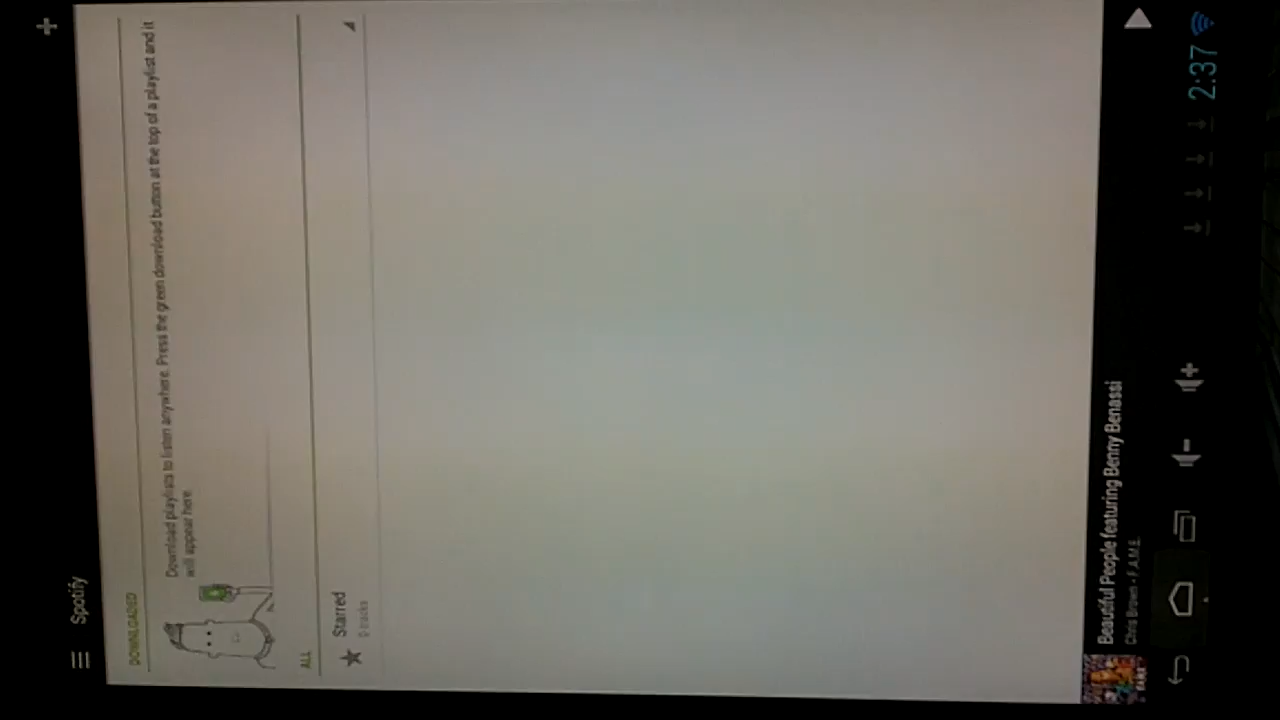 Spotify
DOWNLOADED
Download playlists to listen anywhere. Press the green download button at the top of a playlist and it
will appear here.
ALL
Starred
0 tracks
Beautiful People featuring Benny Benassi
Chris Brown • F.A.M.E.
2:37